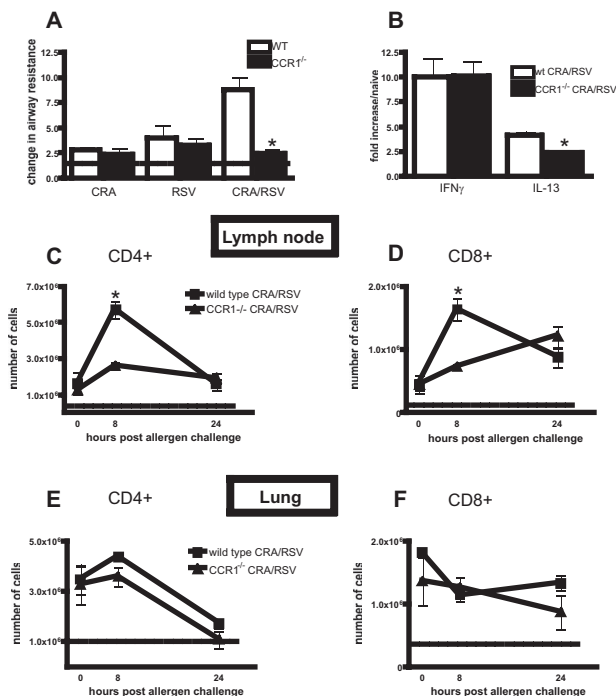 A
WT
CCR1-/-
change in airway resistance
12.5
10.0
7.5
5.0
2.5
0.0
*
CRA
RSV
CRA/RSV
B
wt CRA/RSV
CCR1-/- CRA/RSV
fold increase/naive
12.5
10.0
7.5
5.0
2.5
0.0
*
IFNγ
IL-13
Lymph node
C
CD4+
wild type CRA/RSV
CCR1-/- CRA/RSV
number of cells
7.0x10⁶
5.0x10⁶
3.0x10⁶
1.0x10⁶
*
0
8
24
hours post allergen challenge
D
CD8+
number of cells
2.0x10⁶
1.0x10⁶
0
*
0
8
24
hours post allergen challenge
Lung
E
CD4+
wild type CRA/RSV
CCR1-/- CRA/RSV
number of cells
5.0x10⁶
3.0x10⁶
1.0x10⁶
0
8
24
hours post allergen challenge
F
CD8+
number of cells
2.0x10⁶
1.0x10⁶
0
0
8
24
hours post allergen challenge